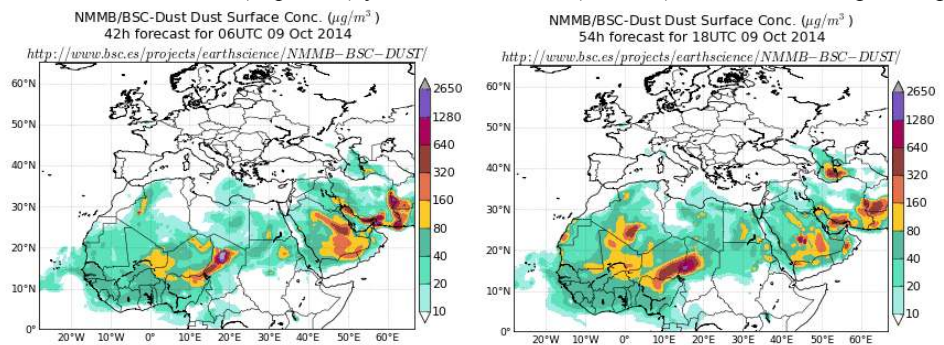 NMMB/BSC-Dust Dust Surface Conc. (μg/m³)
42h forecast for 06UTC 09 Oct 2014
http://www.bsc.es/projects/earthscience/NMMB−BSC−DUST/
60°N
50°N
40°N
30°N
20°N
10°N
0°
20°W
10°W
0°
10°E
20°E
30°E
40°E
50°E
60°E
2650
1280
640
320
160
80
40
20
10
NMMB/BSC-Dust Dust Surface Conc. (μg/m³)
54h forecast for 18UTC 09 Oct 2014
http://www.bsc.es/projects/earthscience/NMMB−BSC−DUST/
60°N
50°N
40°N
30°N
20°N
10°N
0°
20°W
10°W
0°
10°E
20°E
30°E
40°E
50°E
60°E
2650
1280
640
320
160
80
40
20
10